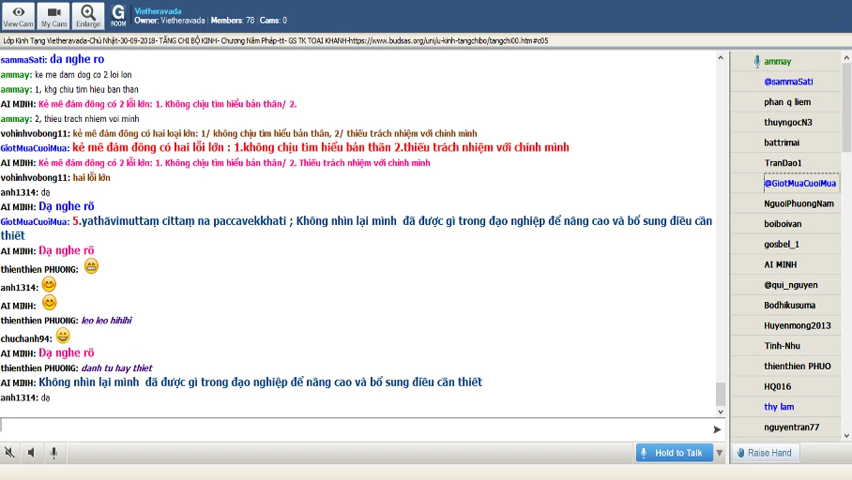 View Cam
My Cam
Enlarge
G
ROOM
Vietheravada
Owner: Vietheravada | Members: 78 | Cams: 0
Lớp Kinh Tạng Vietheravada-Chủ Nhật-30-09-2018- TĂNG CHI BỘ KINH- Chương Năm Pháp-tt- GS TK TOẠI KHANH-https://www.budsas.org/uni/u-kinh-tangchibo/tangchi00.htm#c05
sammaSati: da nghe ro
ammay: ke me dam dog co 2 loi lon
ammay: 1, khg chiu tim hieu ban than
AI MINH: Kẻ mê đám đông có 2 lỗi lớn: 1. Không chịu tìm hiểu bản thân/ 2.
ammay: 2, thieu trach nhiem voi minh
vohinhvobong11: kẻ mê đám đông có hai loại lớn: 1/ không chịu tìm hiểu bản thân, 2/ thiếu trách nhiệm với chính mình
GiotMuaCuoiMua: kẻ mê đám đông có hai lỗi lớn : 1.không chịu tìm hiểu bản thân 2.thiếu trách nhiệm với chính mình
AI MINH: Kẻ mê đám đông có 2 lỗi lớn: 1. Không chịu tìm hiểu bản thân/ 2. Thiếu trách nhiệm với chính mình
vohinhvobong11: hai lỗi lớn
anh1314: dạ
AI MINH: Dạ nghe rõ
GiotMuaCuoiMua: 5.yathāvimuttaṃ cittaṃ na paccavekkhati ; Không nhìn lại mình đã được gì trong đạo nghiệp để nâng cao và bổ sung điều cần
thiết
AI MINH: Dạ nghe rõ
thienthien PHUONG:
anh1314:
AI MINH:
thienthien PHUONG: leo leo hihihi
chuchanh94:
AI MINH: Dạ nghe rõ
thienthien PHUONG: danh tu hay thiet
AI MINH: Không nhìn lại mình đã được gì trong đạo nghiệp để nâng cao và bổ sung điều cần thiết
anh1314: dạ
Hold to Talk
ammay
@sammaSati
phan q liem
thuyngocN3
battrimai
TranDao1
@GiotMuaCuoiMua
NguoiPhuongNam
boiboivan
gosbel_1
AI MINH
@qui_nguyen
Bodhikusuma
Huyenmong2013
Tinh-Nhu
thienthien PHUO
HQ016
thy lam
nguyentran77
Raise Hand